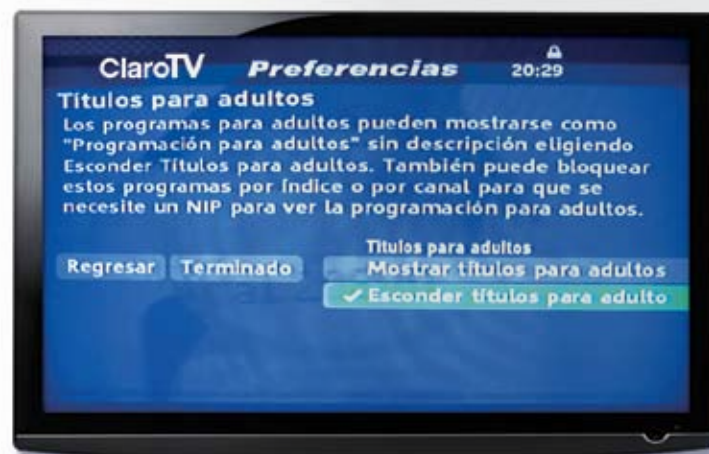 ClaroTV Preferencias 20:29
Títulos para adultos
Los programas para adultos pueden mostrarse como
"Programación para adultos" sin descripción eligiendo
Esconder Títulos para adultos. También puede bloquear
estos programas por índice o por canal para que se
necesite un NIP para ver la programación para adultos.
Titulos para adultos
Regresar Terminado Mostrar títulos para adultos
Esconder títulos para adulto